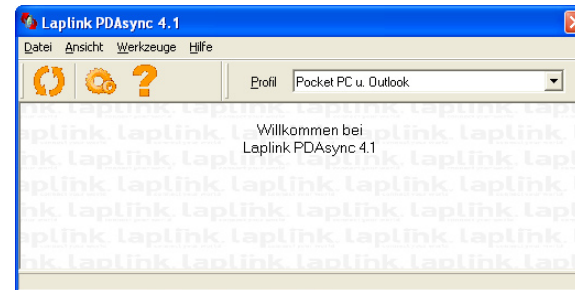 Laplink PDAsync 4.1
Datei Ansicht Werkzeuge Hilfe
Profil Pocket PC u. Outlook
Willkommen bei
Laplink PDAsync 4.1